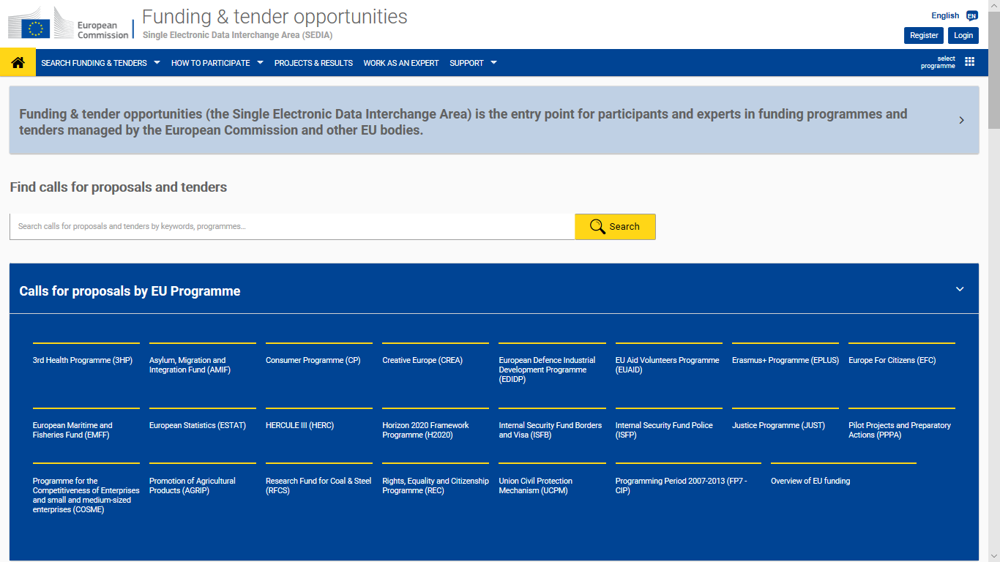 European
Commission
Funding & tender opportunities
Single Electronic Data Interchange Area (SEDIA)
English EN
Register Login
SEARCH FUNDING & TENDERS HOW TO PARTICIPATE PROJECTS & RESULTS WORK AS AN EXPERT SUPPORT
select
programme
Funding & tender opportunities (the Single Electronic Data Interchange Area) is the entry point for participants and experts in funding programmes and
tenders managed by the European Commission and other EU bodies.
Find calls for proposals and tenders
Search calls for proposals and tenders by keywords, programmes...
Search
Calls for proposals by EU Programme
3rd Health Programme (3HP)
Asylum, Migration and
Integration Fund (AMIF)
Consumer Programme (CP)
Creative Europe (CREA)
European Defence Industrial
Development Programme
(EDIDP)
EU Aid Volunteers Programme
(EUAID)
Erasmus+ Programme (EPLUS)
Europe For Citizens (EFC)
European Maritime and
Fisheries Fund (EMFF)
European Statistics (ESTAT)
HERCULE III (HERC)
Horizon 2020 Framework
Programme (H2020)
Internal Security Fund Borders
and Visa (ISFB)
Internal Security Fund Police
(ISFP)
Justice Programme (JUST)
Pilot Projects and Preparatory
Actions (PPPA)
Programme for the
Competitiveness of Enterprises
and small and medium-sized
enterprises (COSME)
Promotion of Agricultural
Products (AGRIP)
Research Fund for Coal & Steel
(RFCS)
Rights, Equality and Citizenship
Programme (REC)
Union Civil Protection
Mechanism (UCPM)
Programming Period 2007-2013 (FP7 -
CIP)
Overview of EU funding